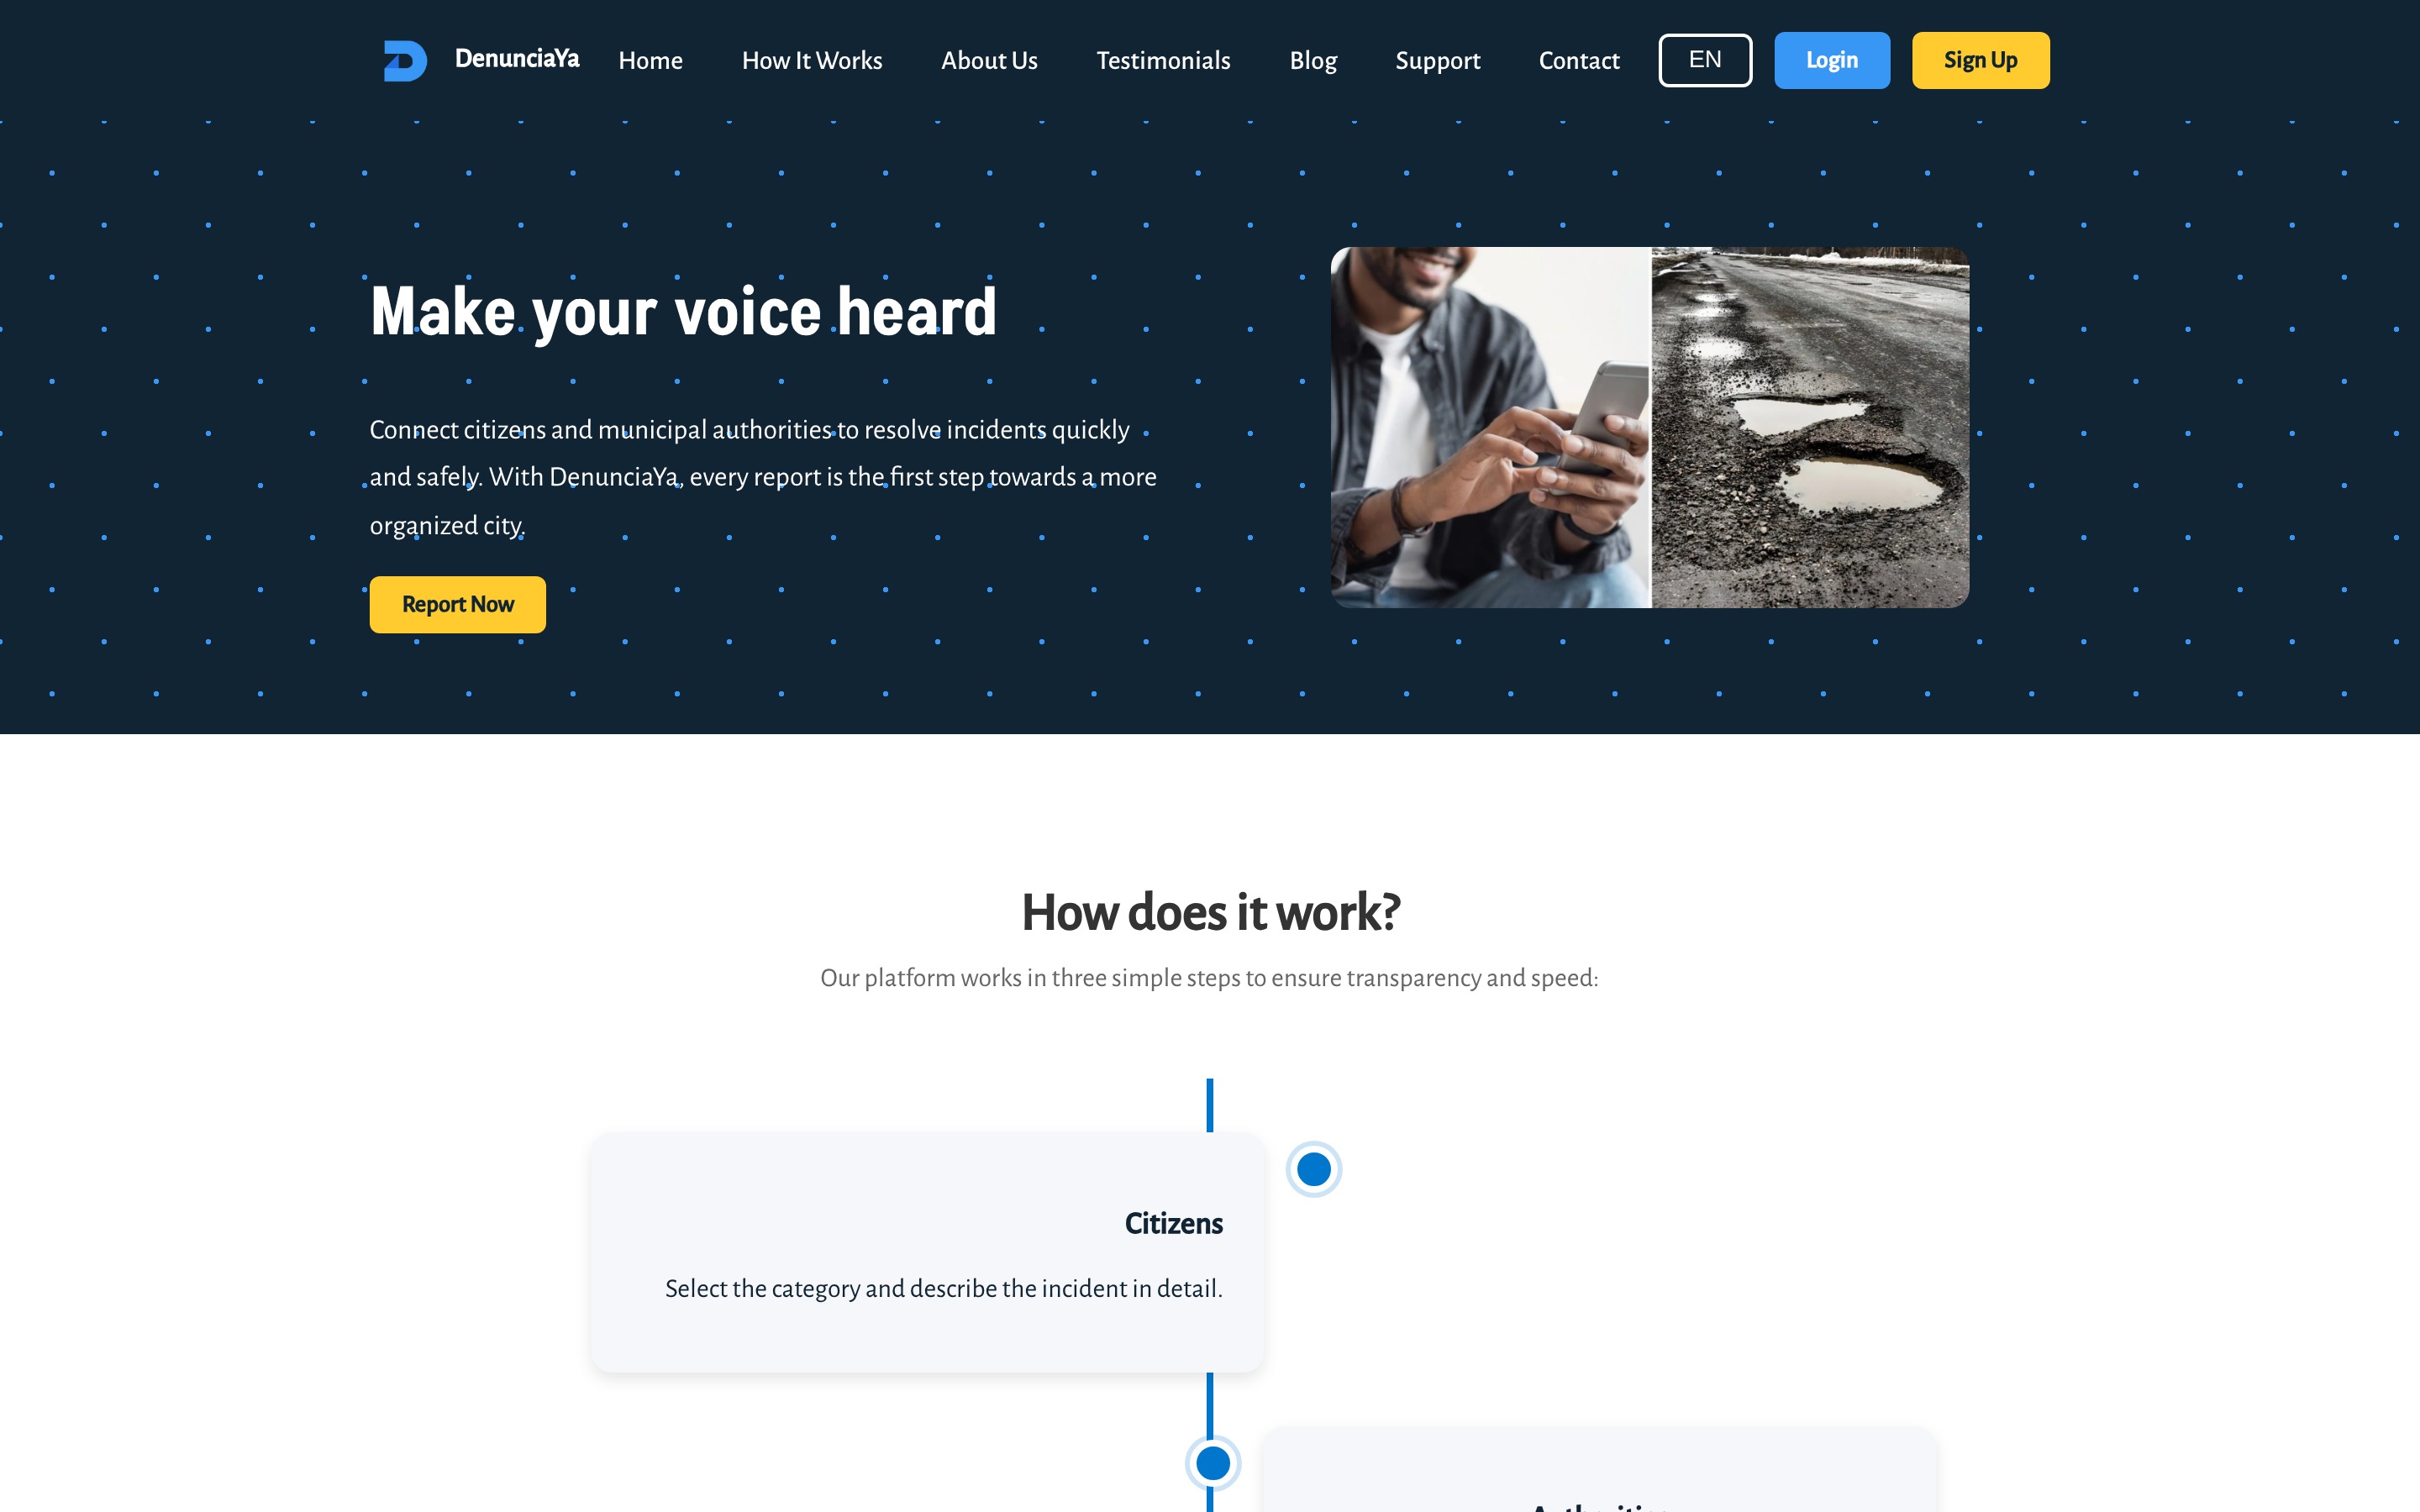 DenunciaYa
Home
How It Works
About Us
Testimonials
Blog
Support
Contact
EN
Login
Sign Up
Make your voice heard
Connect citizens and municipal authorities to resolve incidents quickly
and safely. With DenunciaYa, every report is the first step towards a more
organized city.
Report Now
How does it work?
Our platform works in three simple steps to ensure transparency and speed:
Citizens
Select the category and describe the incident in detail.